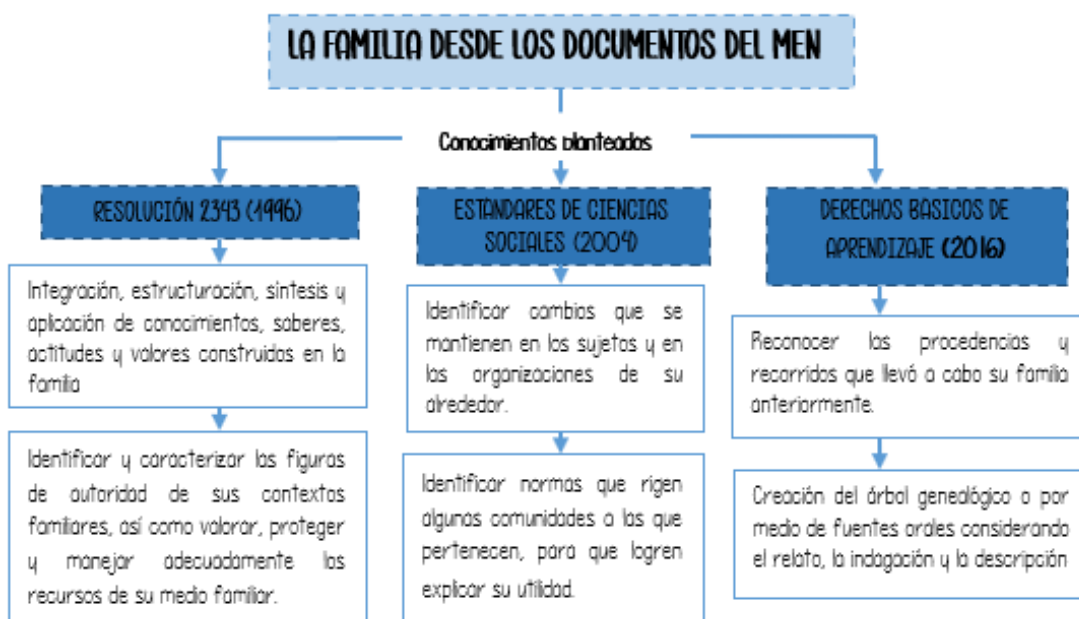 LA FAMILIA DESDE LOS DOCUMENTOS DEL MEN
Conocimientos planteados
RESOLUCIÓN 2343 (1996)
Integración, estructuración, síntesis y
aplicación de conocimientos, saberes,
actitudes y valores construidos en la
familia
Identificar y caracterizar las figuras
de autoridad de sus contextos
familiares, así como valorar, proteger
y manejar adecuadamente los
recursos de su medio familiar.
ESTÁNDARES DE CIENCIAS
SOCIALES (2004)
Identificar cambios que se
mantienen en los sujetos y en
las organizaciones de su
alrededor.
Identificar normas que rigen
algunas comunidades a las que
pertenecen, para que logren
explicar su utilidad.
DERECHOS BÁSICOS DE
APRENDIZAJE (2016)
Reconocer las procedencias y
recorridos que llevó a cabo su familia
anteriormente.
Creación del árbol genealógico o por
medio de fuentes orales considerando
el relato, la indagación y la descripción